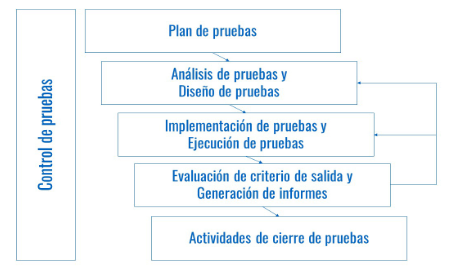 Control de pruebas
Plan de pruebas
Análisis de pruebas y
Diseño de pruebas
Implementación de pruebas y
Ejecución de pruebas
Evaluación de criterio de salida y
Generación de informes
Actividades de cierre de pruebas